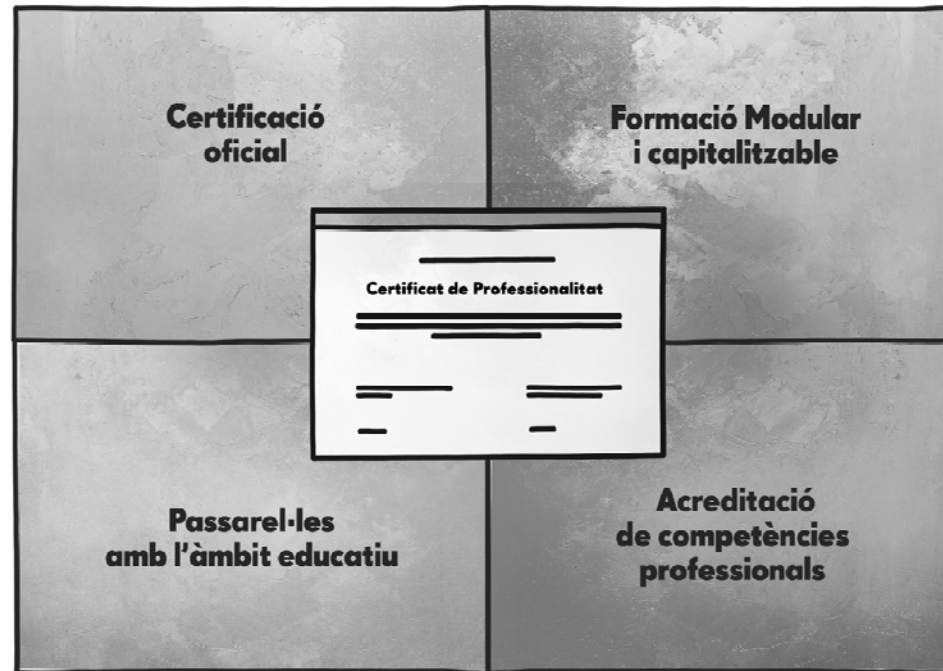 Certificació
oficial
Formació Modular
i capitalitzable
Certificat de Professionalitat
Passarel·les
amb l'àmbit educatiu
Acreditació
de competències
professionals